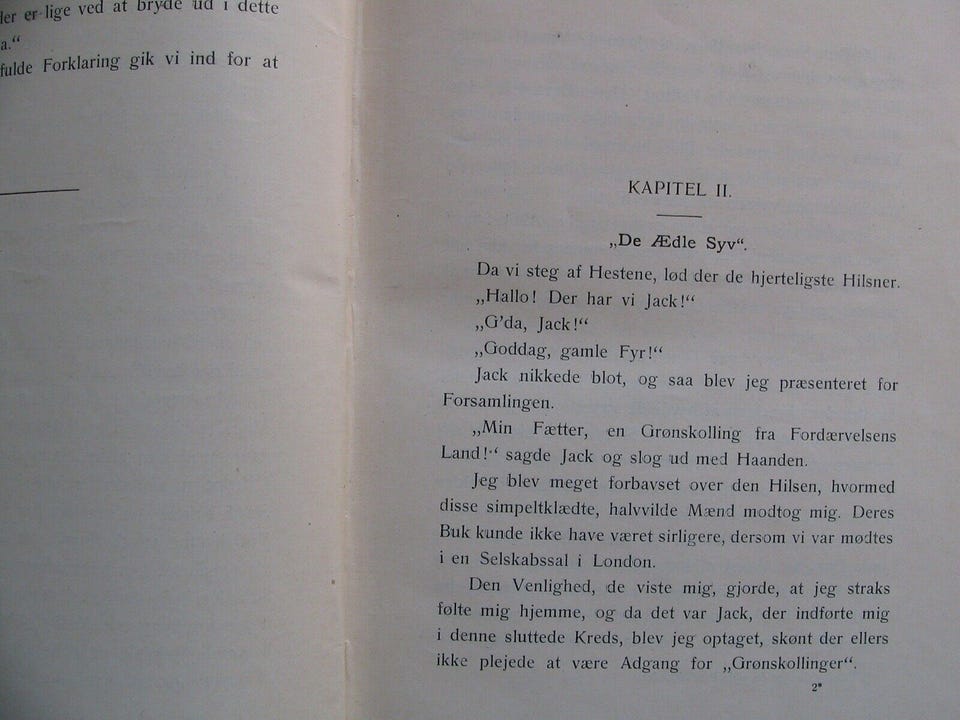 der er lige ved at bryde ud i dette
a.“
fulde Forklaring gik vi ind for at
KAPITEL II.
„De Ædle Syv“.
Da vi steg af Hestene, lød der de hjerteligste Hilsner.
„Hallo! Der har vi Jack!“
„G’da, Jack!“
„Goddag, gamle Fyr!“
Jack nikkede blot, og saa blev jeg præsenteret for
Forsamlingen.
„Min Fætter, en Grønskolling fra Fordærvelsens
Land!“ sagde Jack og slog ud med Haanden.
Jeg blev meget forbavset over den Hilsen, hvormed
disse simpeltklædte, halvvilde Mænd modtog mig. Deres
Buk kunde ikke have været sirligere, dersom vi var mødtes
i en Selskabssal i London.
Den Venlighed, de viste mig, gjorde, at jeg straks
følte mig hjemme, og da det var Jack, der indførte mig
i denne sluttede Kreds, blev jeg optaget, skønt der ellers
ikke plejede at være Adgang for „Grønskollinger“.
2*